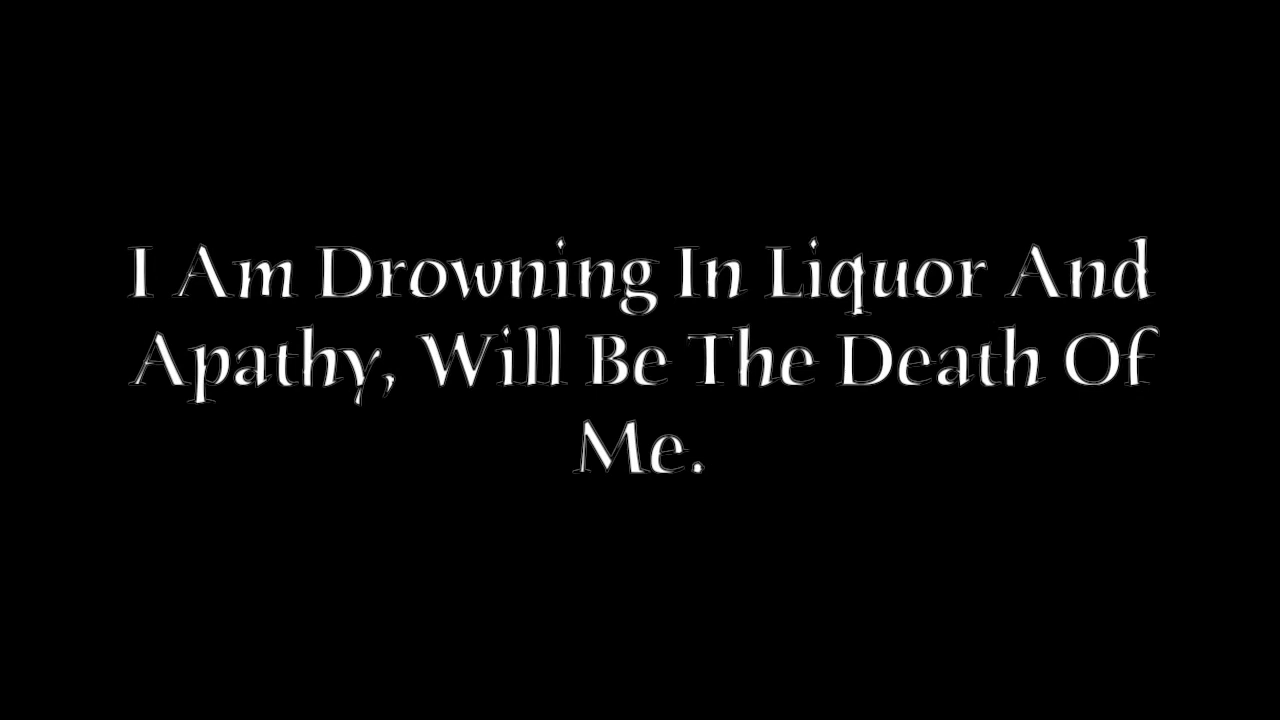 I Am Drowning In Liquor And
Apathy, Will Be The Death Of
Me.